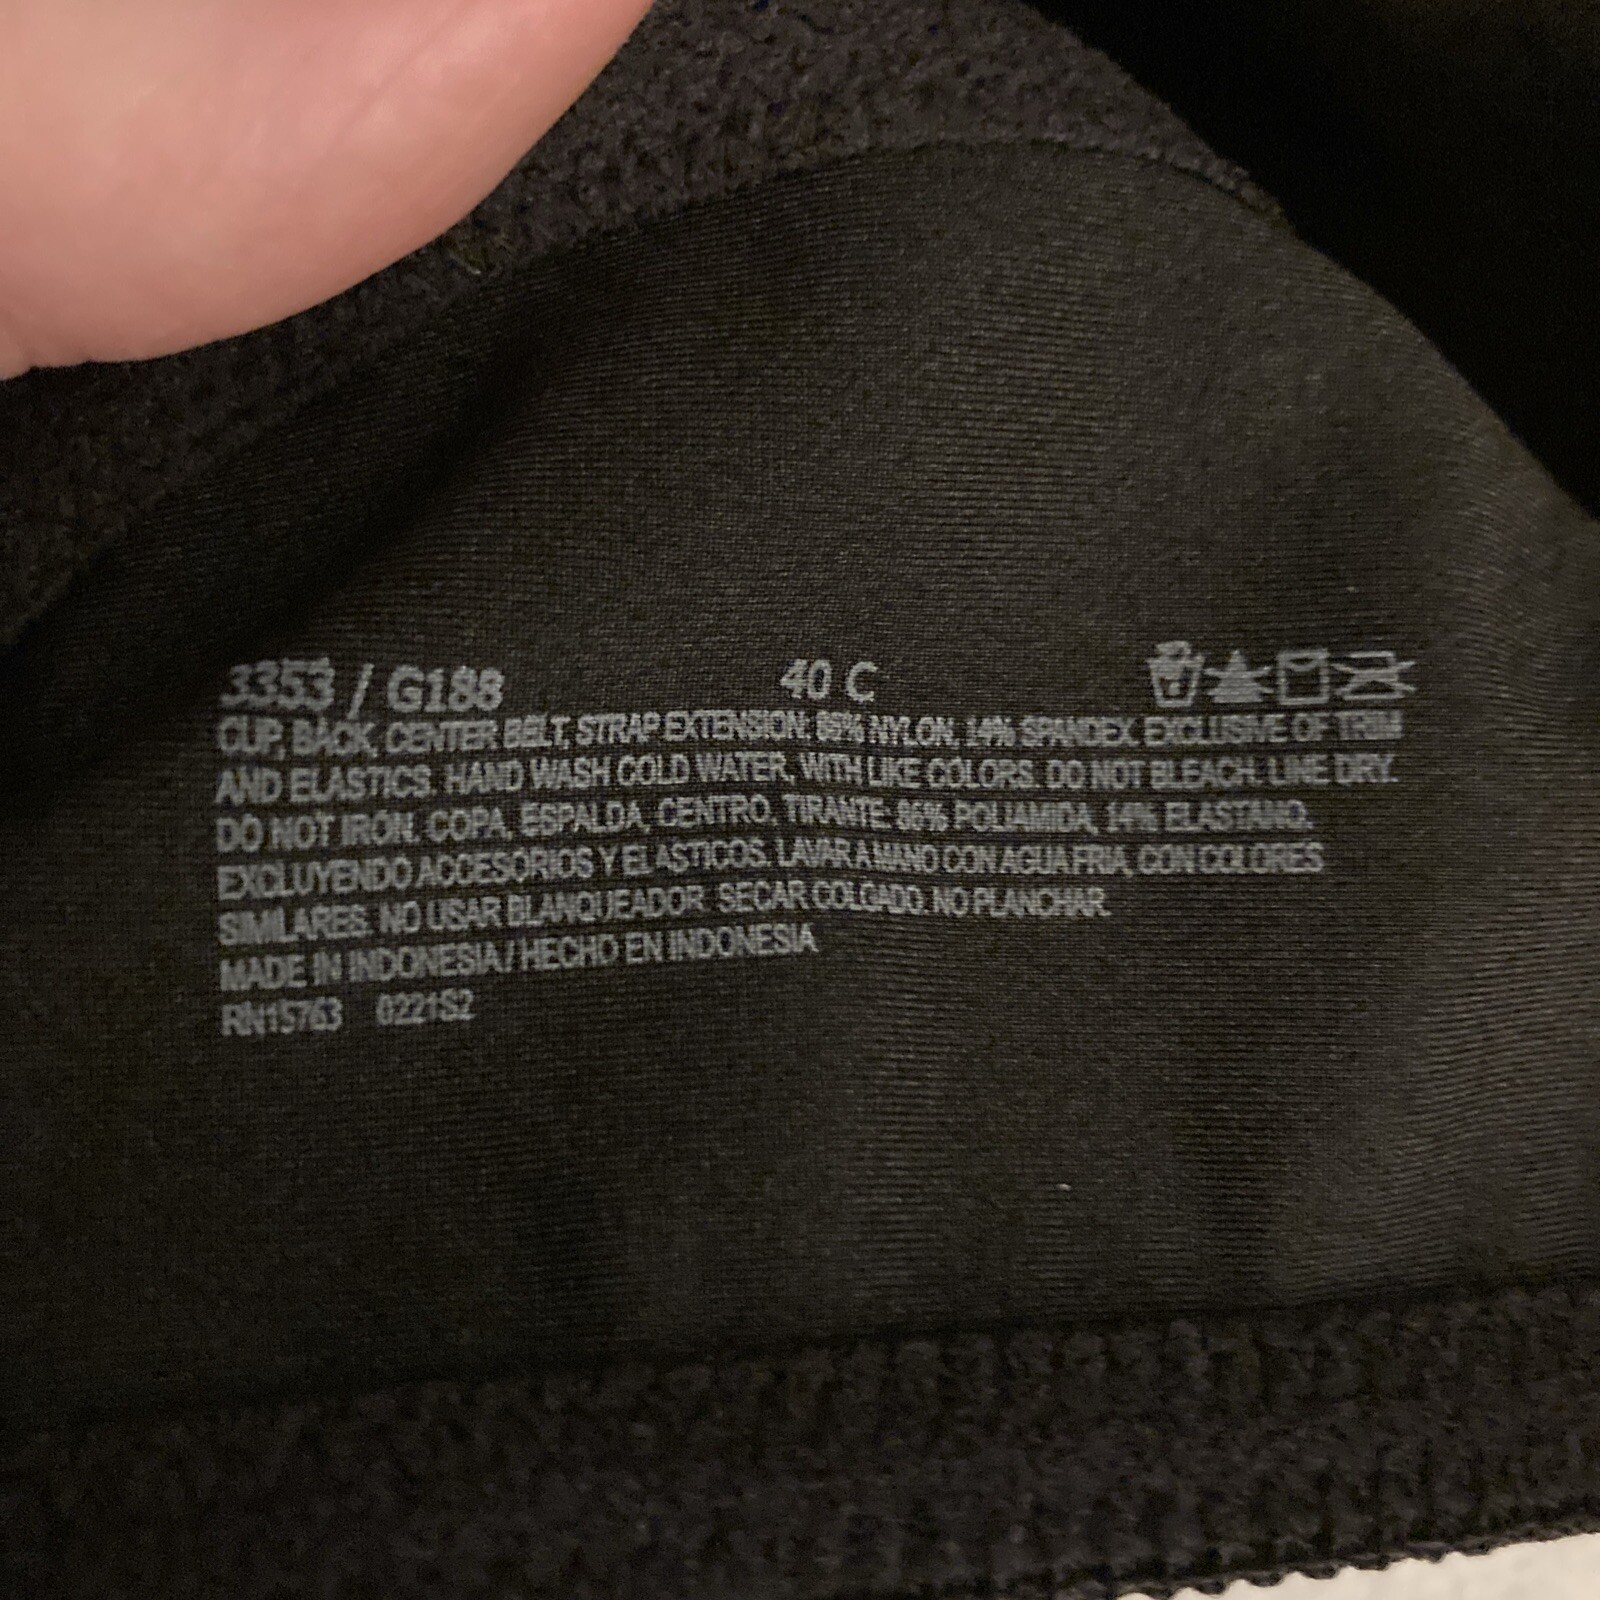 3353 / G188 40 C
CUP, BACK, CENTER BELT, STRAP EXTENSION: 86% NYLON, 14% SPANDEX. EXCLUSIVE OF TRIM
AND ELASTICS. HAND WASH COLD WATER, WITH LIKE COLORS. DO NOT BLEACH. LINE DRY.
DO NOT IRON. COPA, ESPALDA, CENTRO, TIRANTE: 86% POLIAMIDA, 14% ELASTANO.
EXCLUYENDO ACCESORIOS Y ELASTICOS. LAVAR A MANO CON AGUA FRIA, CON COLORES
SIMILARES. NO USAR BLANQUEADOR. SECAR COLGADO. NO PLANCHAR.
MADE IN INDONESIA / HECHO EN INDONESIA
RN15763 0221S2